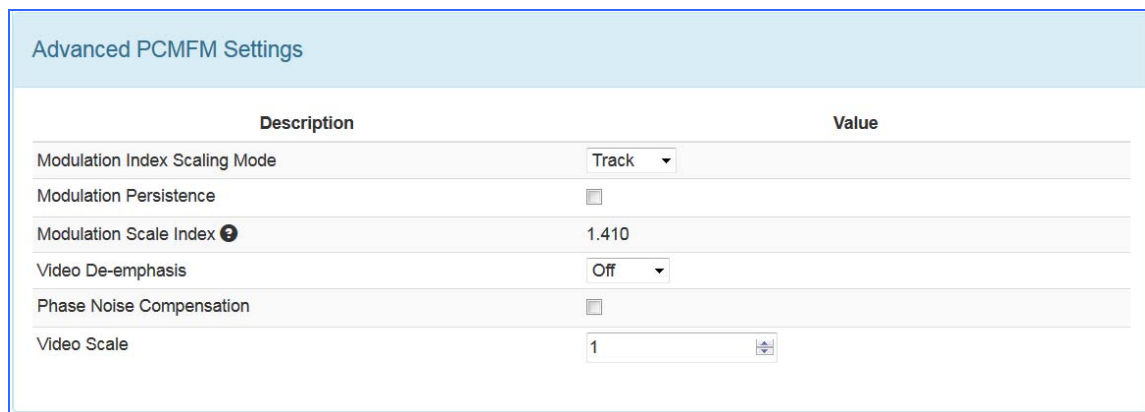 Advanced PCMFM Settings
Description Value
Modulation Index Scaling Mode Track
Modulation Persistence
Modulation Scale Index ? 1.410
Video De-emphasis Off
Phase Noise Compensation
Video Scale 1